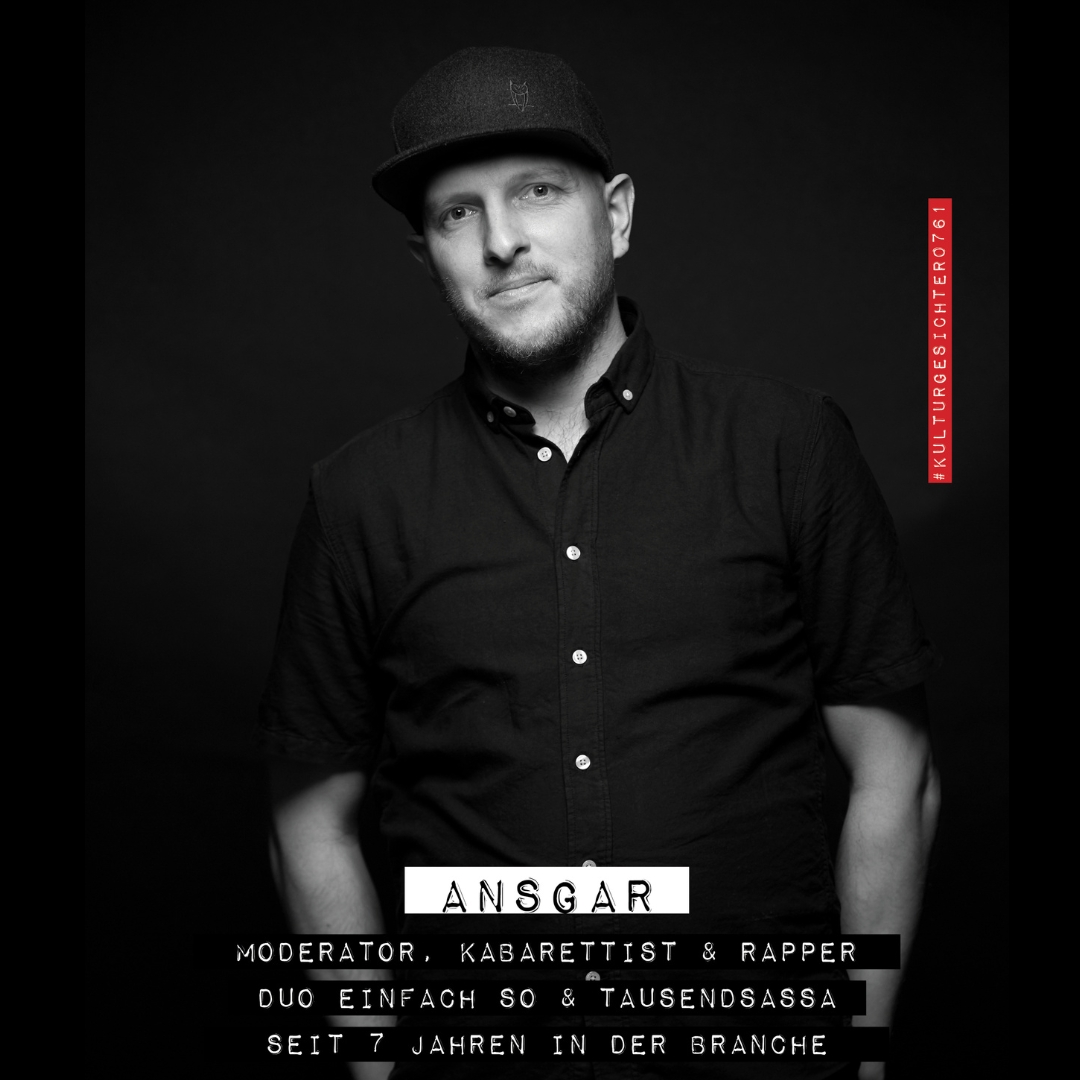 #KULTURGESICHTER0761
ANSGAR
MODERATOR, KABARETTIST & RAPPER
DUO EINFACH SO & TAUSENDSASSA
SEIT 7 JAHREN IN DER BRANCHE